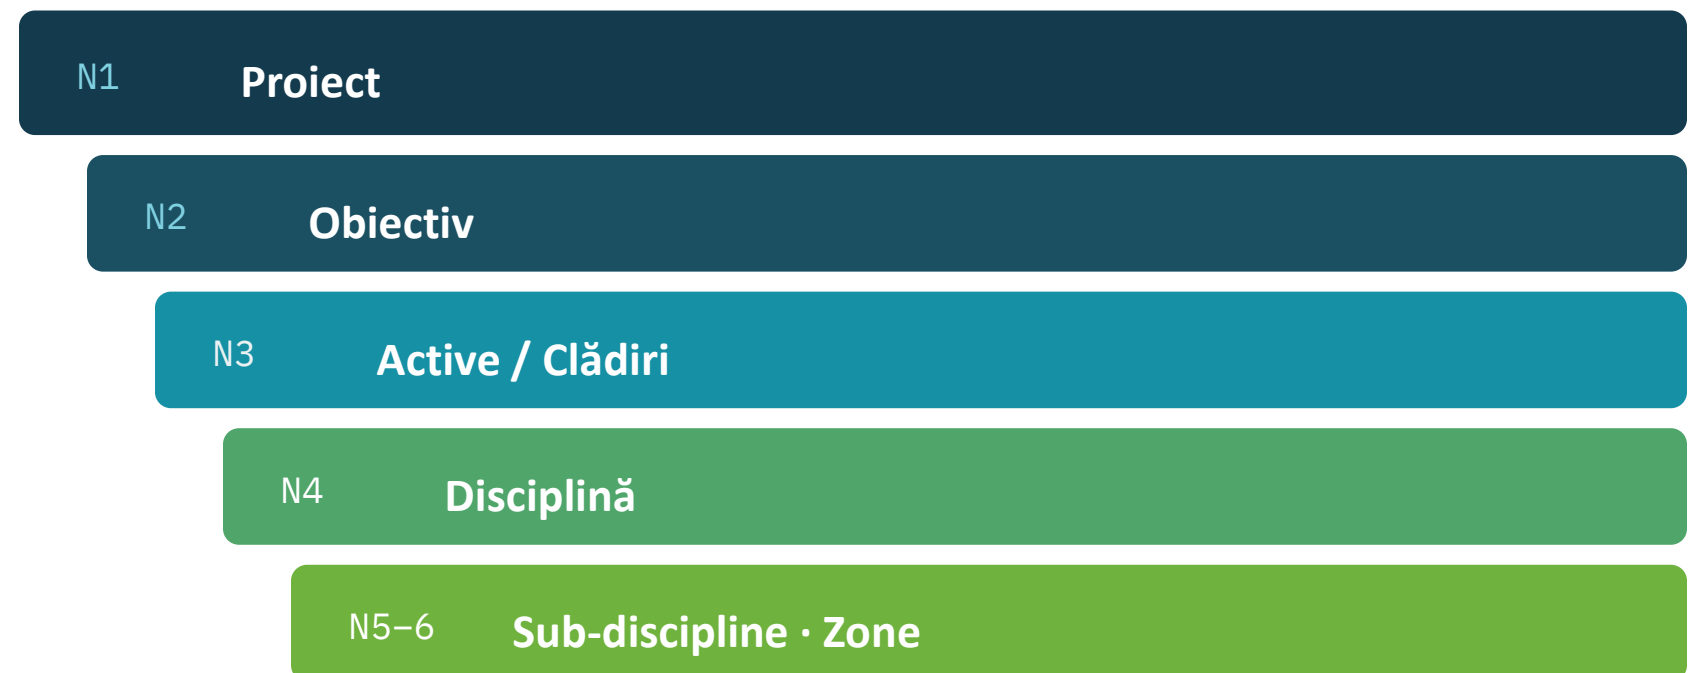 N1 Proiect
N2 Obiectiv
N3 Active / Clădiri
N4 Disciplină
N5–6 Sub-discipline · Zone